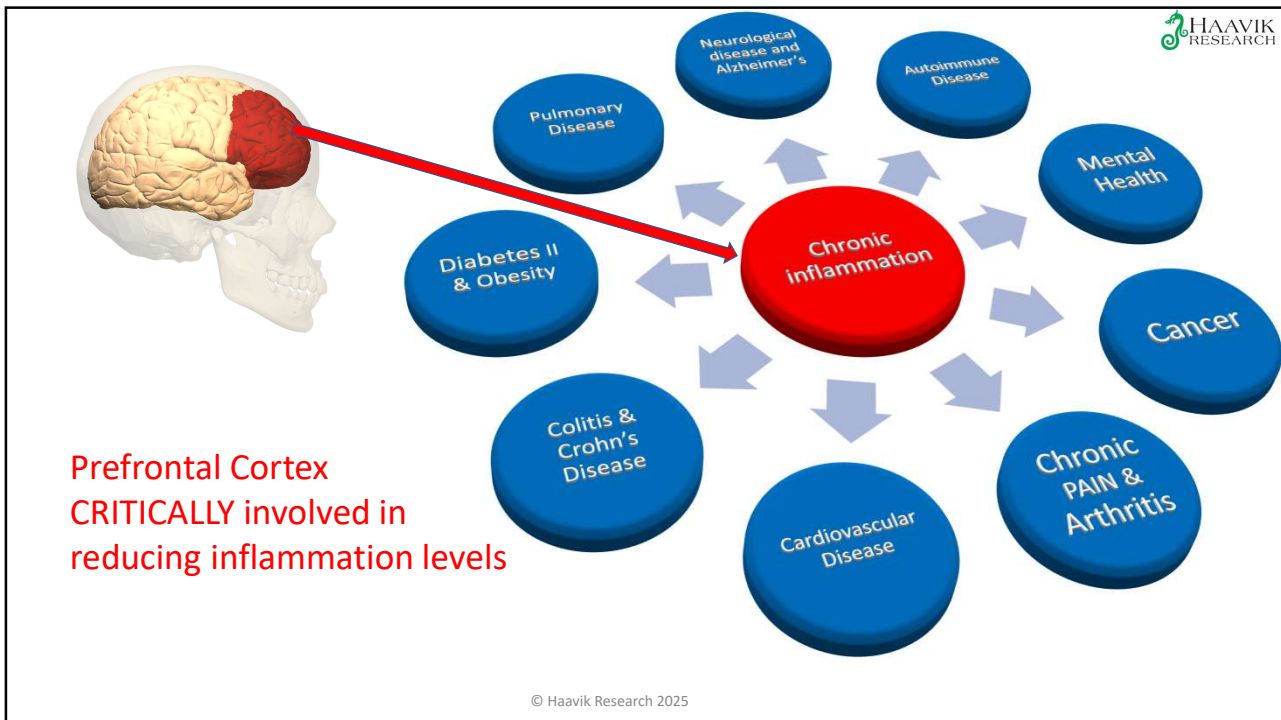 HAAVIK
RESEARCH
Neurological
disease and
Alzheimer's
Autoimmune
Disease
Pulmonary
Disease
Mental
Health
Chronic
inflammation
Diabetes II
& Obesity
Cancer
Colitis &
Crohn's
Disease
Chronic
PAIN &
Arthritis
Cardiovascular
Disease
Prefrontal Cortex
CRITICALLY involved in
reducing inflammation levels
© Haavik Research 2025